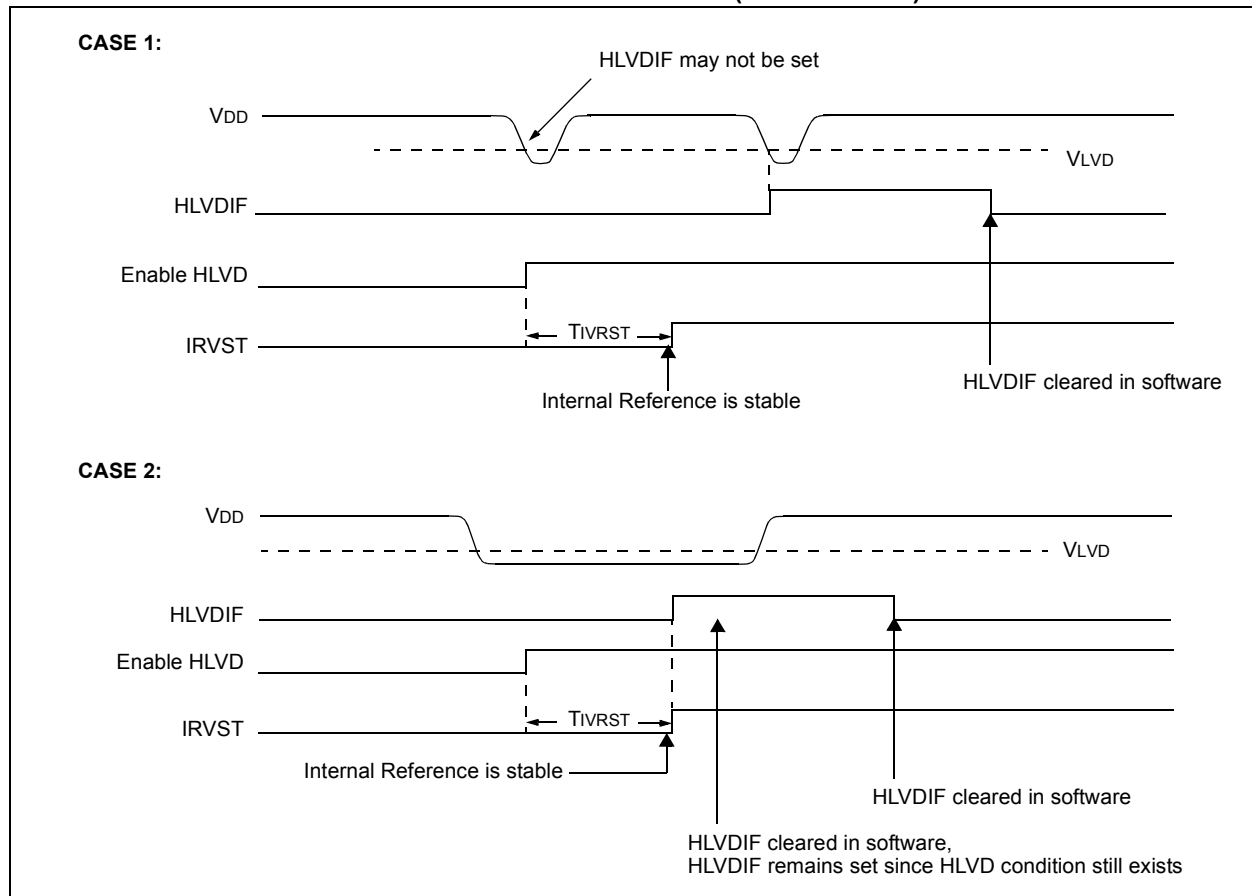 CASE 1:
HLVDIF may not be set
VDD
VLVD
HLVDIF
Enable HLVD
TIVRST
IRVST
HLVDIF cleared in software
Internal Reference is stable
CASE 2:
VDD
VLVD
HLVDIF
Enable HLVD
TIVRST
IRVST
Internal Reference is stable
HLVDIF cleared in software
HLVDIF cleared in software,
HLVDIF remains set since HLVD condition still exists